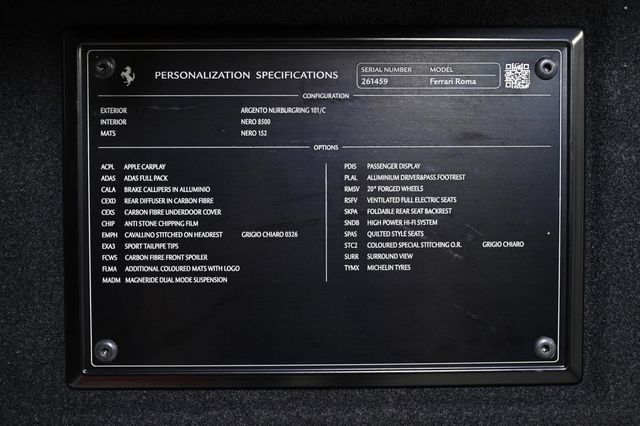 PERSONALIZATION SPECIFICATIONS
SERIAL NUMBER MODEL
261459 Ferrari Roma
CONFIGURATION
EXTERIOR ARGENTO NURBURGRING 101/C
INTERIOR NERO 8500
MATS NERO 152
OPTIONS
ACPL APPLE CARPLAY
ADAS ADAS FULL PACK
CALA BRAKE CALLIPERS IN ALLUMINIO
CEXD REAR DIFFUSER IN CARBON FIBRE
CEXS CARBON FIBRE UNDERDOOR COVER
CHIP ANTI STONE CHIPPING FILM
EMPH CAVALLINO STITCHED ON HEADREST GRIGIO CHIARO 0326
EXA3 SPORT TAILPIPE TIPS
FCWS CARBON FIBRE FRONT SPOILER
FLMA ADDITIONAL COLOURED MATS WITH LOGO
MADM MAGNERIDE DUAL MODE SUSPENSION
PDIS PASSENGER DISPLAY
PLAL ALUMINIUM DRIVER&PASS.FOOTREST
RMSV 20" FORGED WHEELS
RSFV VENTILATED FULL ELECTRIC SEATS
SKPA FOLDABLE REAR SEAT BACKREST
SNDB HIGH POWER HI-FI SYSTEM
SPAS QUILTED STYLE SEATS
STC2 COLOURED SPECIAL STITCHING O.R. GRIGIO CHIARO
SURR SURROUND VIEW
TYMX MICHELIN TYRES